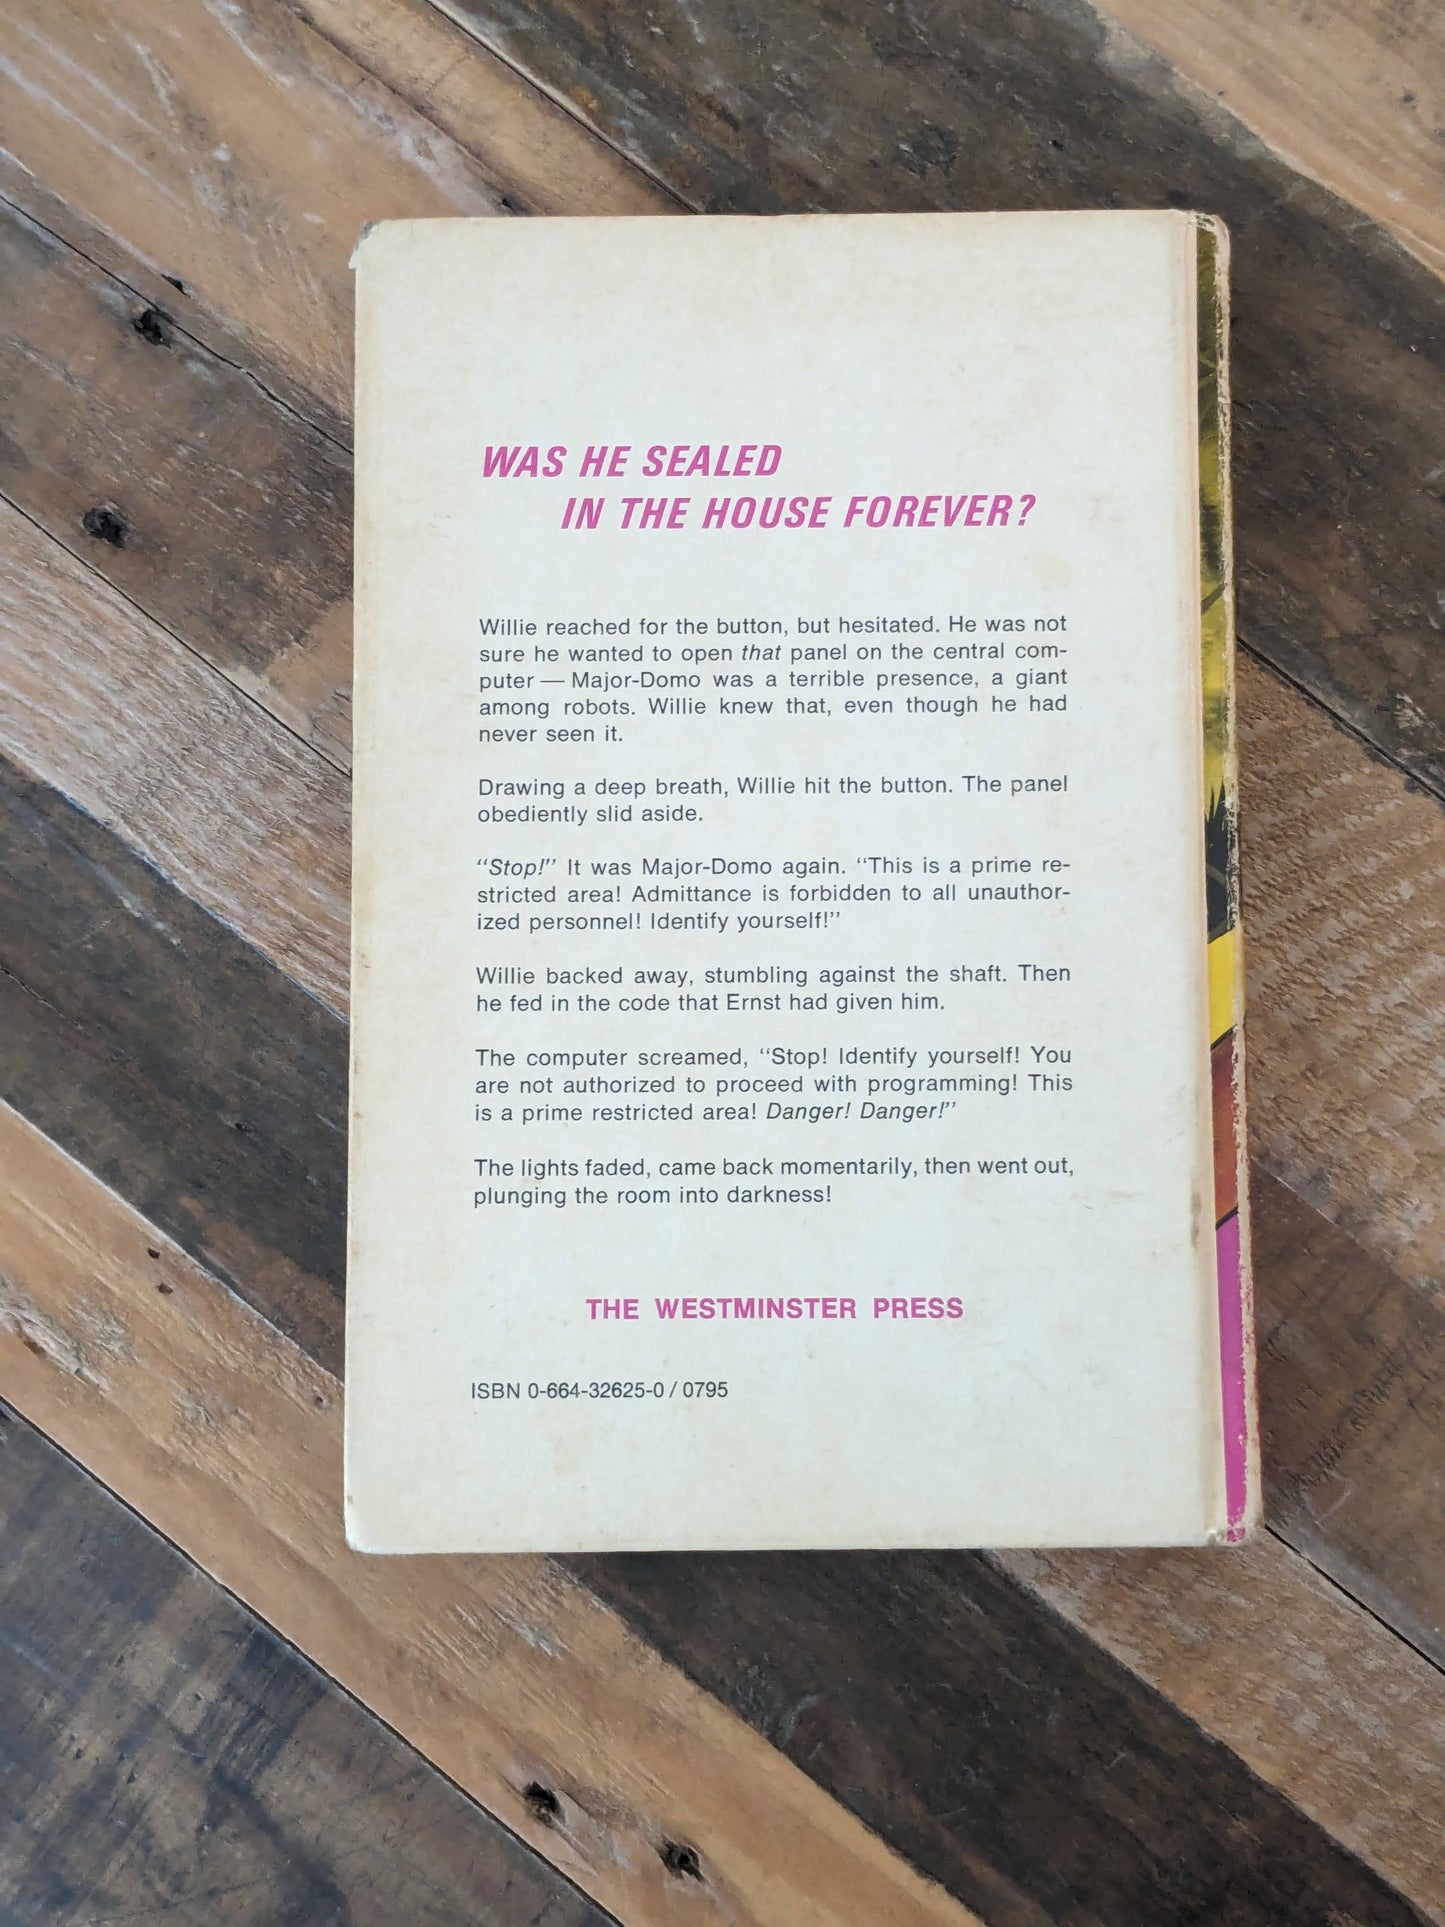 WAS HE SEALED
IN THE HOUSE FOREVER?
Willie reached for the button, but hesitated. He was not
sure he wanted to open that panel on the central com-
puter — Major-Domo was a terrible presence, a giant
among robots. Willie knew that, even though he had
never seen it.
Drawing a deep breath, Willie hit the button. The panel
obediently slid aside.
“Stop!” It was Major-Domo again. “This is a prime re-
stricted area! Admittance is forbidden to all unauthor-
ized personnel! Identify yourself!”
Willie backed away, stumbling against the shaft. Then
he fed in the code that Ernst had given him.
The computer screamed, “Stop! Identify yourself! You
are not authorized to proceed with programming! This
is a prime restricted area! Danger! Danger!”
The lights faded, came back momentarily, then went out,
plunging the room into darkness!
THE WESTMINSTER PRESS
ISBN 0-664-32625-0 / 0795